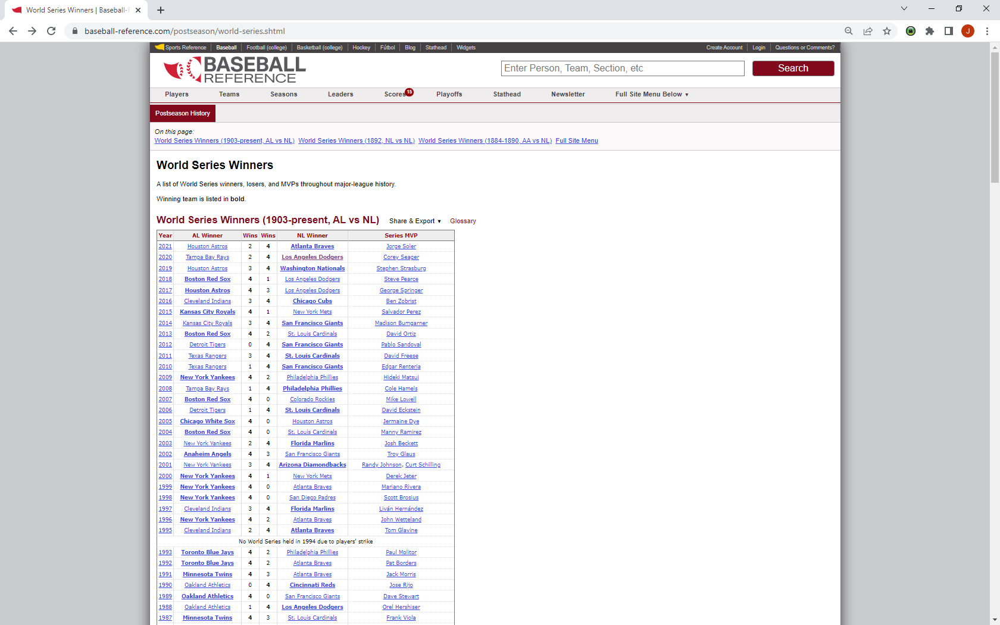 World Series Winners | Baseball-F
baseball-reference.com/postseason/world-series.shtml
J
Sports Reference Baseball Football (college) Basketball (college) Hockey Fútbol Blog Stathead Widgets Create Account Login Questions or Comments?
BASEBALL
REFERENCE
Enter Person, Team, Section, etc
Search
Players Teams Seasons Leaders Scores 15 Playoffs Stathead Newsletter Full Site Menu Below ▼
Postseason History
On this page:
World Series Winners (1903-present, AL vs NL) World Series Winners (1892, NL vs NL) World Series Winners (1884-1890, AA vs NL) Full Site Menu
World Series Winners
A list of World Series winners, losers, and MVPs throughout major-league history.
Winning team is listed in bold.
World Series Winners (1903-present, AL vs NL) Share & Export ▼ Glossary
Year AL Winner Wins Wins NL Winner Series MVP
2021 Houston Astros 2 4 Atlanta Braves Jorge Soler
2020 Tampa Bay Rays 2 4 Los Angeles Dodgers Corey Seager
2019 Houston Astros 3 4 Washington Nationals Stephen Strasburg
2018 Boston Red Sox 4 1 Los Angeles Dodgers Steve Pearce
2017 Houston Astros 4 3 Los Angeles Dodgers George Springer
2016 Cleveland Indians 3 4 Chicago Cubs Ben Zobrist
2015 Kansas City Royals 4 1 New York Mets Salvador Perez
2014 Kansas City Royals 3 4 San Francisco Giants Madison Bumgarner
2013 Boston Red Sox 4 2 St. Louis Cardinals David Ortiz
2012 Detroit Tigers 0 4 San Francisco Giants Pablo Sandoval
2011 Texas Rangers 3 4 St. Louis Cardinals David Freese
2010 Texas Rangers 1 4 San Francisco Giants Edgar Renteria
2009 New York Yankees 4 2 Philadelphia Phillies Hideki Matsui
2008 Tampa Bay Rays 1 4 Philadelphia Phillies Cole Hamels
2007 Boston Red Sox 4 0 Colorado Rockies Mike Lowell
2006 Detroit Tigers 1 4 St. Louis Cardinals David Eckstein
2005 Chicago White Sox 4 0 Houston Astros Jermaine Dye
2004 Boston Red Sox 4 0 St. Louis Cardinals Manny Ramirez
2003 New York Yankees 2 4 Florida Marlins Josh Beckett
2002 Anaheim Angels 4 3 San Francisco Giants Troy Glaus
2001 New York Yankees 3 4 Arizona Diamondbacks Randy Johnson, Curt Schilling
2000 New York Yankees 4 1 New York Mets Derek Jeter
1999 New York Yankees 4 0 Atlanta Braves Mariano Rivera
1998 New York Yankees 4 0 San Diego Padres Scott Brosius
1997 Cleveland Indians 3 4 Florida Marlins Liván Hernández
1996 New York Yankees 4 2 Atlanta Braves John Wetteland
1995 Cleveland Indians 2 4 Atlanta Braves Tom Glavine
No World Series held in 1994 due to players' strike
1993 Toronto Blue Jays 4 2 Philadelphia Phillies Paul Molitor
1992 Toronto Blue Jays 4 2 Atlanta Braves Pat Borders
1991 Minnesota Twins 4 3 Atlanta Braves Jack Morris
1990 Oakland Athletics 0 4 Cincinnati Reds Jose Rijo
1989 Oakland Athletics 4 0 San Francisco Giants Dave Stewart
1988 Oakland Athletics 1 4 Los Angeles Dodgers Orel Hershiser
1987 Minnesota Twins 4 3 St. Louis Cardinals Frank Viola